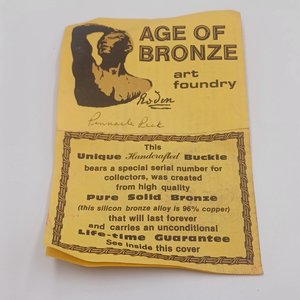 AGE OF
BRONZE
art
foundry
Rodin
Pinnacle Peak
This
Unique Handcrafted Buckle
bears a special serial number for
collectors, was created
from high quality
Pure Solid Bronze
(this silicon bronze alloy is 96% copper)
that will last forever
and carries an unconditional
Life-time Guarantee
See inside this cover